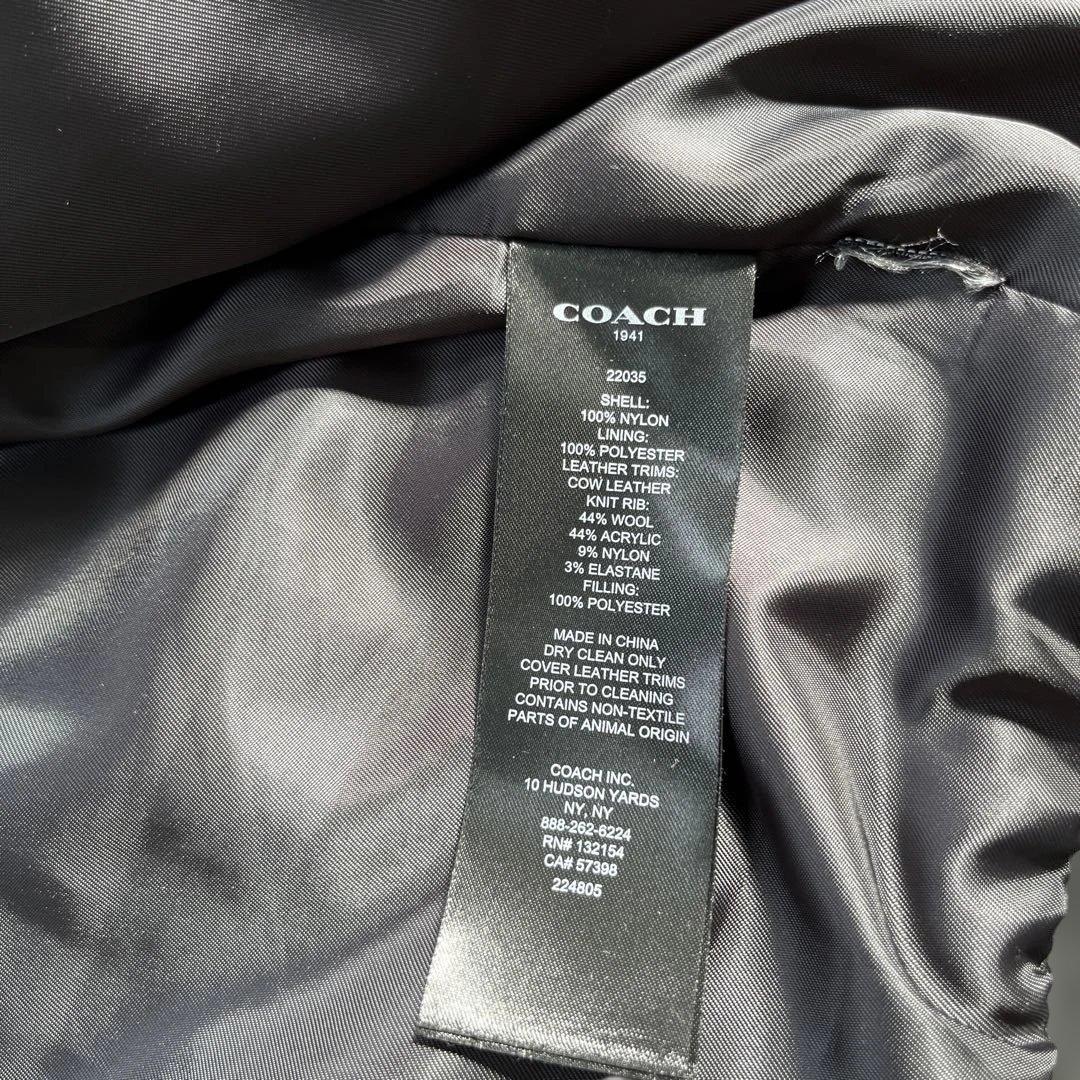 COACH
1941
22035
SHELL:
100% NYLON
LINING:
100% POLYESTER
LEATHER TRIMS:
COW LEATHER
KNIT RIB:
44% WOOL
44% ACRYLIC
9% NYLON
3% ELASTANE
FILLING:
100% POLYESTER
MADE IN CHINA
DRY CLEAN ONLY
COVER LEATHER TRIMS
PRIOR TO CLEANING
CONTAINS NON-TEXTILE
PARTS OF ANIMAL ORIGIN
COACH INC.
10 HUDSON YARDS
NY, NY
888-262-6224
RN# 132154
CA# 57398
224805